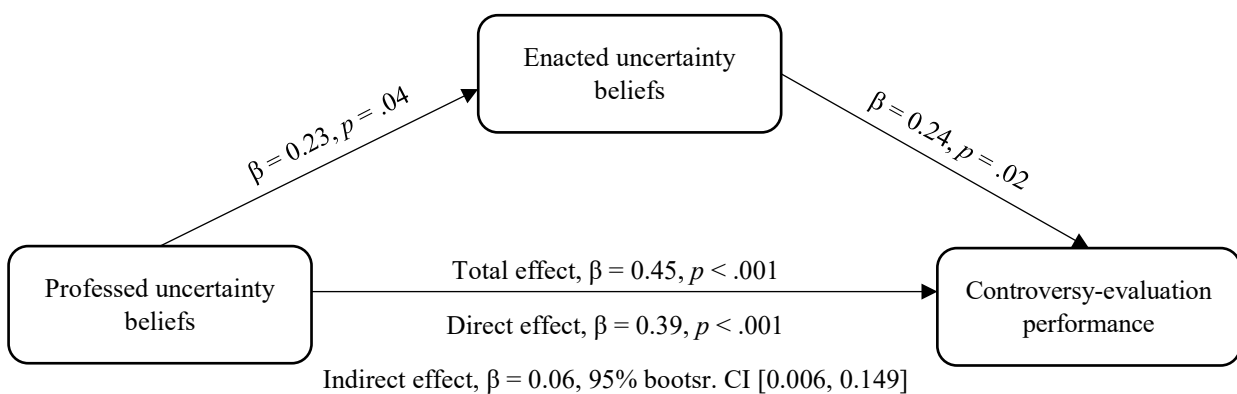 Enacted uncertainty
beliefs
β = 0.23, p = .04
β = 0.24, p = .02
Professed uncertainty
beliefs
Total effect, β = 0.45, p < .001
Direct effect, β = 0.39, p < .001
Indirect effect, β = 0.06, 95% bootsr. CI [0.006, 0.149]
Controversy-evaluation
performance